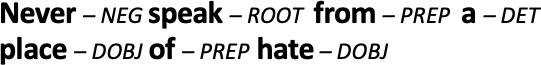 Never – NEG speak – ROOT from – PREP a – DET
place – DOBJ of – PREP hate – DOBJ